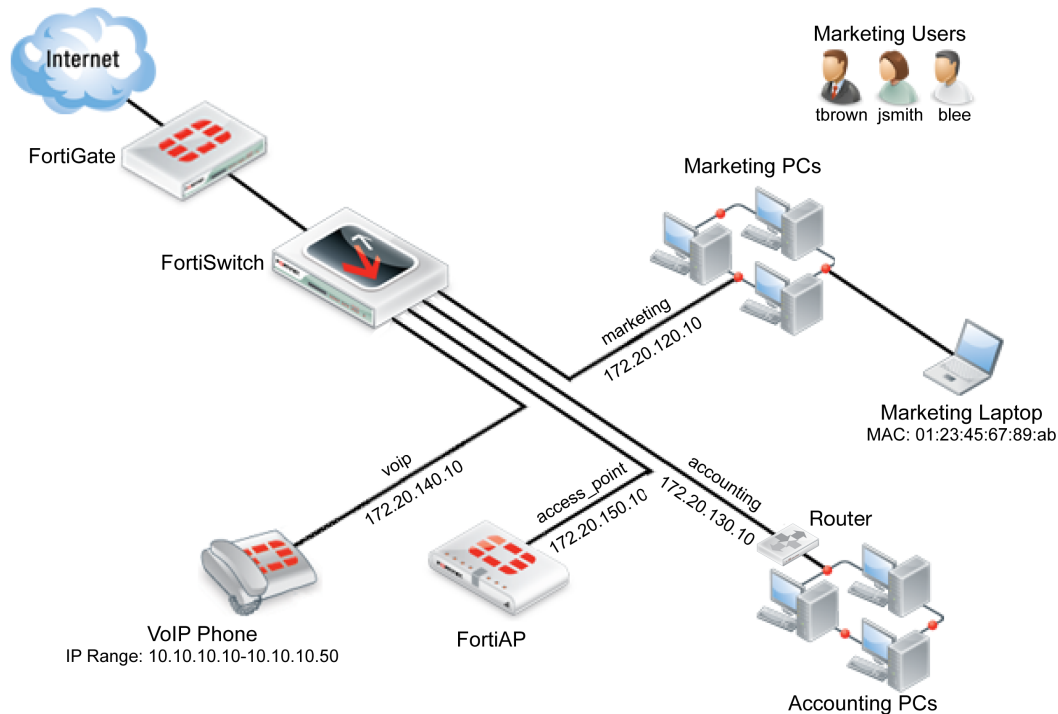 Internet
FortiGate
FortiSwitch
Marketing Users
tbrown jsmith blee
Marketing PCs
marketing
172.20.120.10
Marketing Laptop
MAC: 01:23:45:67:89:ab
voip
172.20.140.10
access_point
172.20.150.10
accounting
172.20.130.10
Router
VoIP Phone
IP Range: 10.10.10.10-10.10.10.50
FortiAP
Accounting PCs